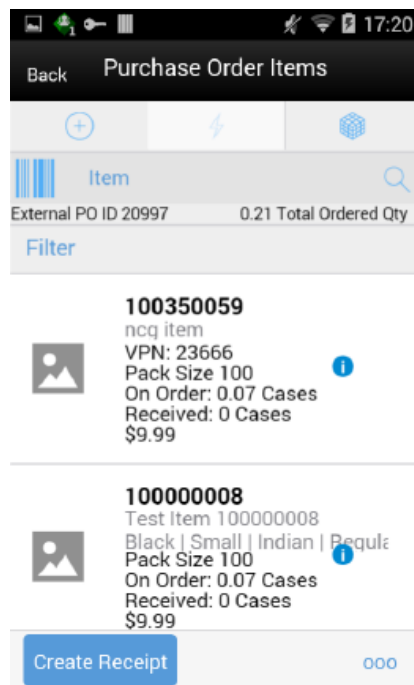 17:20
Back Purchase Order Items
Item
External PO ID 20997 0.21 Total Ordered Qty
Filter
100350059
ncq item
VPN: 23666
Pack Size 100
On Order: 0.07 Cases
Received: 0 Cases
$9.99
100000008
Test Item 100000008
Black | Small | Indian | Regula
Pack Size 100
On Order: 0.07 Cases
Received: 0 Cases
$9.99
Create Receipt ooo